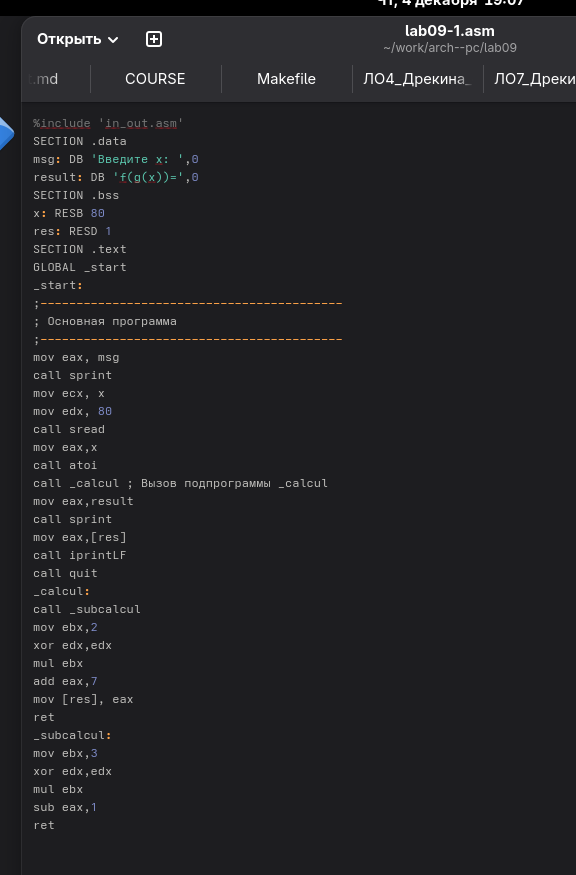 Чт, 4 декабря 19:07
Открыть
lab09-1.asm
~/work/arch--pc/lab09
.md COURSE Makefile ЛО4_Дрекина_ ЛО7_Дреки
%include 'in_out.asm'
SECTION .data
msg: DB 'Введите x: ',0
result: DB 'f(g(x))=',0
SECTION .bss
x: RESB 80
res: RESD 1
SECTION .text
GLOBAL _start
_start:
;------------------------------------------
; Основная программа
;------------------------------------------
mov eax, msg
call sprint
mov ecx, x
mov edx, 80
call sread
mov eax,x
call atoi
call _calcul ; Вызов подпрограммы _calcul
mov eax,result
call sprint
mov eax,[res]
call iprintLF
call quit
_calcul:
call _subcalcul
mov ebx,2
xor edx,edx
mul ebx
add eax,7
mov [res], eax
ret
_subcalcul:
mov ebx,3
xor edx,edx
mul ebx
sub eax,1
ret